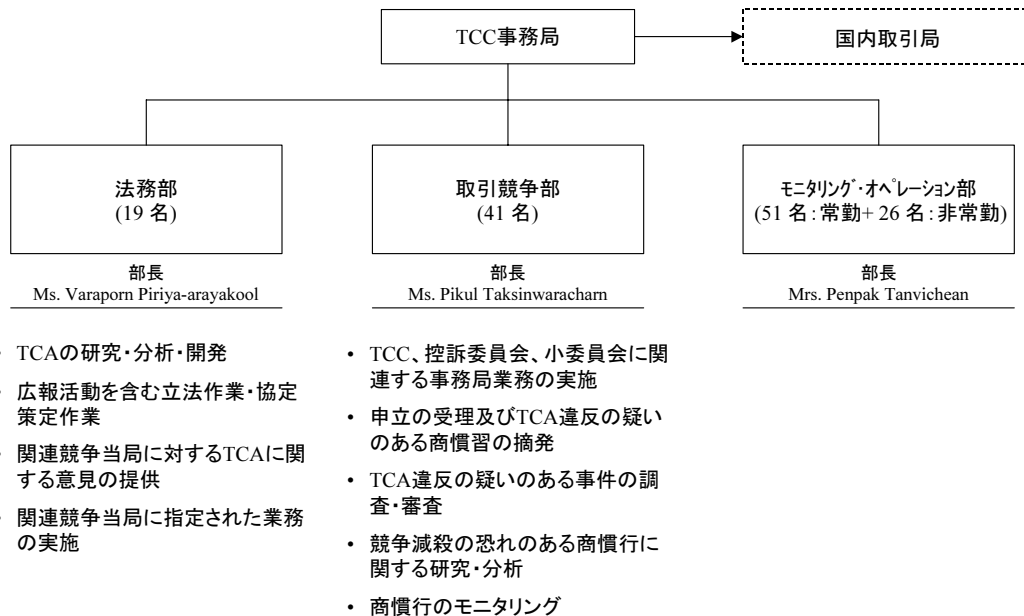 TCC事務局
国内取引局
法務部
(19 名)
取引競争部
(41 名)
ﾓﾆﾀﾘﾝｸﾞ・ｵﾍﾟﾚｰｼｮﾝ部
(51 名:常勤+ 26 名:非常勤)
部長
Ms. Varaporn Piriya-arayakool
部長
Ms. Pikul Taksinwaracharn
部長
Mrs. Penpak Tanvichean
• TCAの研究・分析・開発
• 広報活動を含む立法作業・協定
策定作業
• 関連競争当局に対するTCAに関
する意見の提供
• 関連競争当局に指定された業務
の実施
• TCC、控訴委員会、小委員会に関
連する事務局業務の実施
• 申立の受理及びTCA違反の疑い
のある商慣習の摘発
• TCA違反の疑いのある事件の調
査・審査
• 競争減殺の恐れのある商慣行に
関する研究・分析
• 商慣行のモニタリング